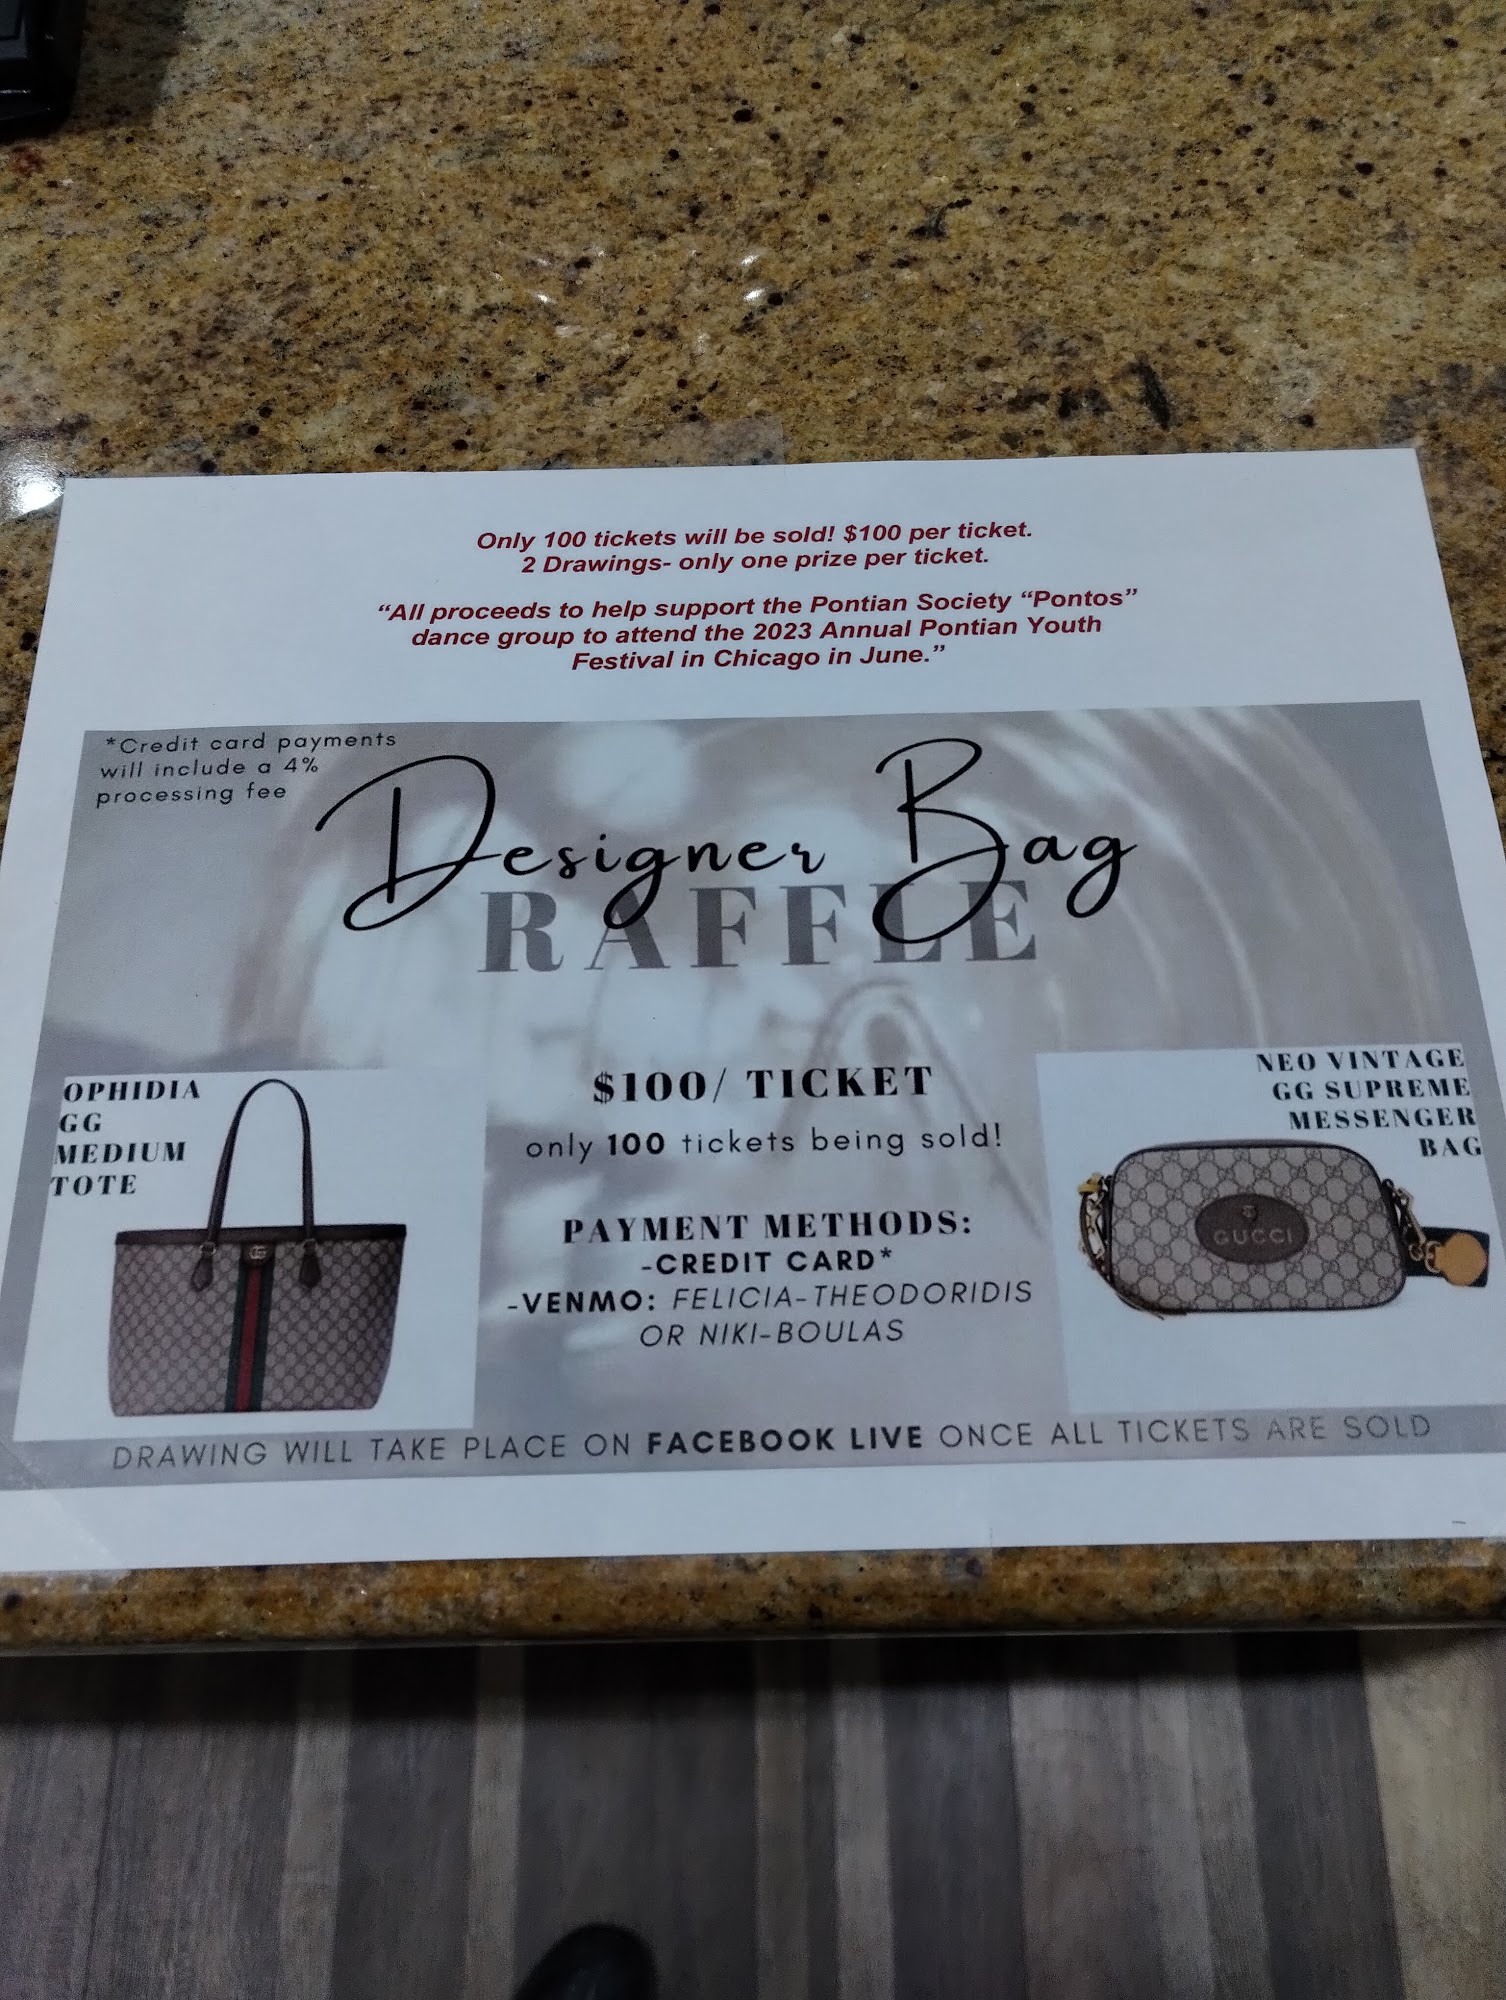 Only 100 tickets will be sold! $100 per ticket.
2 Drawings- only one prize per ticket.
“All proceeds to help support the Pontian Society “Pontos”
dance group to attend the 2023 Annual Pontian Youth
Festival in Chicago in June.”
*Credit card payments
will include a 4%
processing fee
Designer Bag
RAFFLE
OPHIDIA
GG
MEDIUM
TOTE
$100/ TICKET
only 100 tickets being sold!
PAYMENT METHODS:
-CREDIT CARD*
-VENMO: FELICIA-THEODORIDIS
OR NIKI-BOULAS
NEO VINTAGE
GG SUPREME
MESSENGER
BAG
GUCCI
DRAWING WILL TAKE PLACE ON FACEBOOK LIVE ONCE ALL TICKETS ARE SOLD